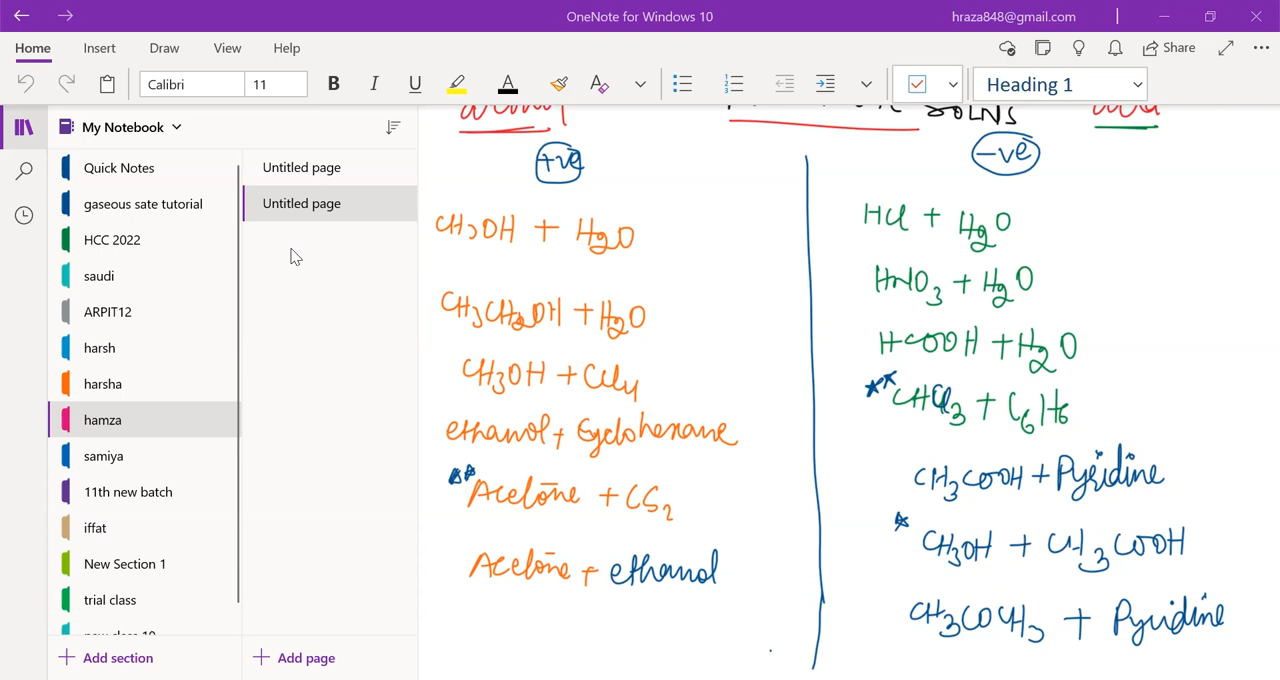 OneNote for Windows 10
hraza848@gmail.com
Home Insert Draw View Help
Share
Calibri 11 B I U A Heading 1
My Notebook
Quick Notes
gaseous sate tutorial
HCC 2022
saudi
ARPIT12
harsh
harsha
hamza
samiya
11th new batch
iffat
New Section 1
trial class
new class 10
Add section
Untitled page
Untitled page
Add page
SOLNS
+ve
CH3OH + H2O
CH3CH2OH + H2O
CH3OH + CCl4
ethanol + Cyclohexane
Acetone + CS2
Acetone + ethanol
-ve
HCl + H2O
HNO3 + H2O
HCOOH + H2O
CHCl3 + C6H6
CH3COOH + Pyridine
CH3OH + CH3COOH
CH3COCH3 + Pyridine